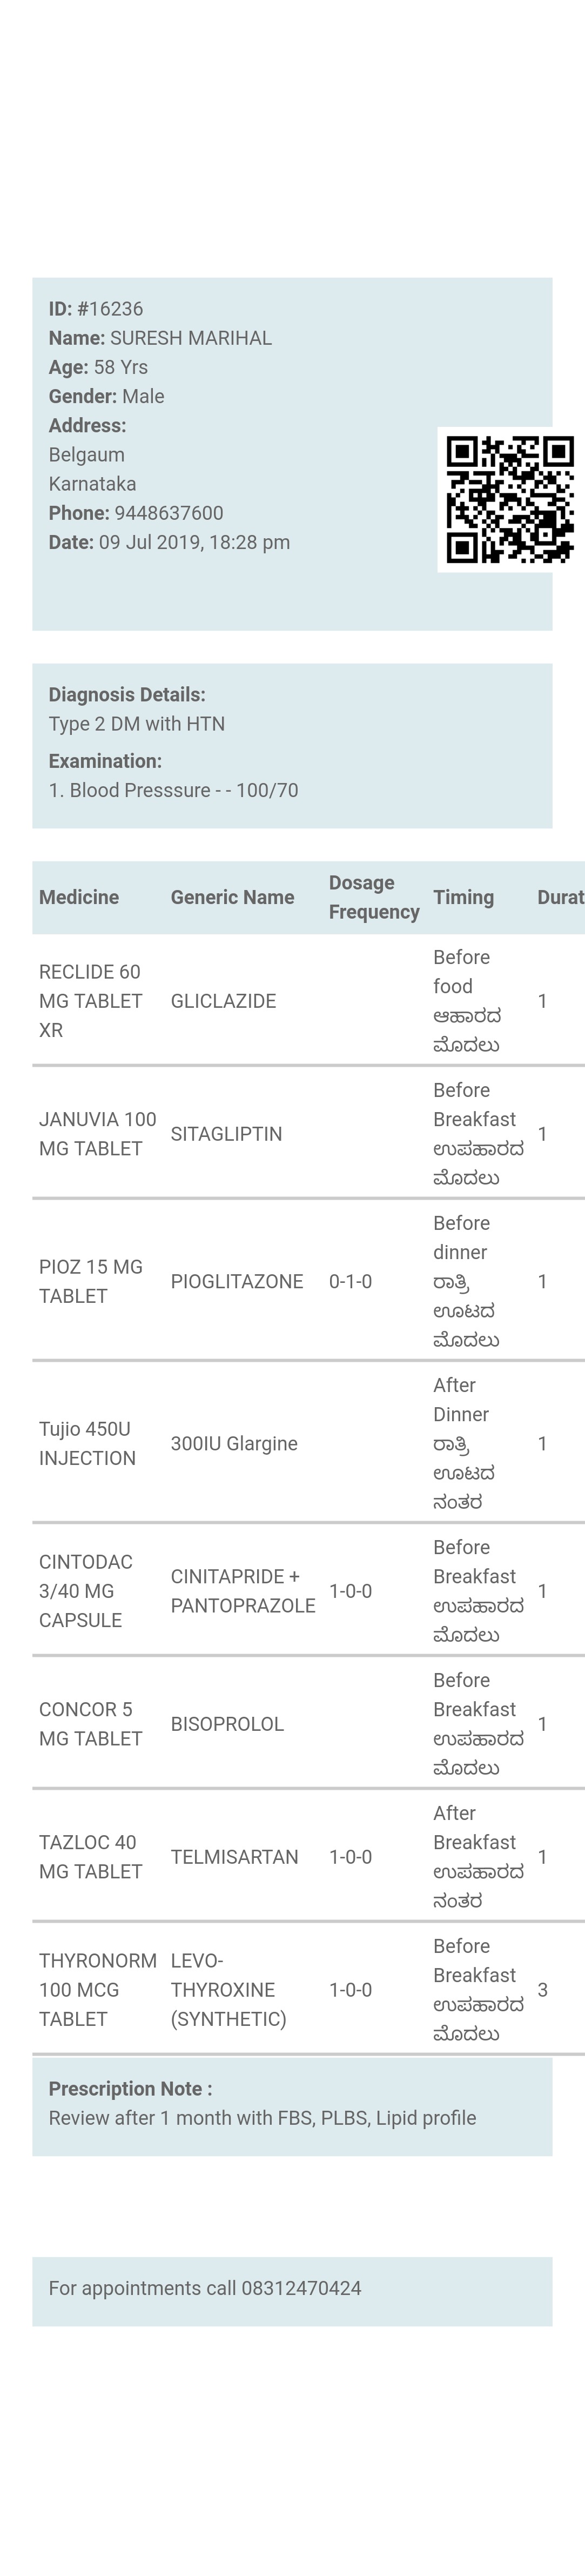 ID: #16236
Name: SURESH MARIHAL
Age: 58 Yrs
Gender: Male
Address:
Belgaum
Karnataka
Phone: 9448637600
Date: 09 Jul 2019, 18:28 pm
Diagnosis Details:
Type 2 DM with HTN
Examination:
1. Blood Presssure - - 100/70
Medicine Generic Name Dosage Frequency Timing Durat
RECLIDE 60 MG TABLET XR GLICLAZIDE Before food ಆಹಾರದ ಮೊದಲು 1
JANUVIA 100 MG TABLET SITAGLIPTIN Before Breakfast ಉಪಹಾರದ ಮೊದಲು 1
PIOZ 15 MG TABLET PIOGLITAZONE 0-1-0 Before dinner ರಾತ್ರಿ ಊಟದ ಮೊದಲು 1
Tujio 450U INJECTION 300IU Glargine After Dinner ರಾತ್ರಿ ಊಟದ ನಂತರ 1
CINTODAC 3/40 MG CAPSULE CINITAPRIDE + PANTOPRAZOLE 1-0-0 Before Breakfast ಉಪಹಾರದ ಮೊದಲು 1
CONCOR 5 MG TABLET BISOPROLOL Before Breakfast ಉಪಹಾರದ ಮೊದಲು 1
TAZLOC 40 MG TABLET TELMISARTAN 1-0-0 After Breakfast ಉಪಹಾರದ ನಂತರ 1
THYRONORM 100 MCG TABLET LEVO-THYROXINE (SYNTHETIC) 1-0-0 Before Breakfast ಉಪಹಾರದ ಮೊದಲು 3
Prescription Note :
Review after 1 month with FBS, PLBS, Lipid profile
For appointments call 08312470424